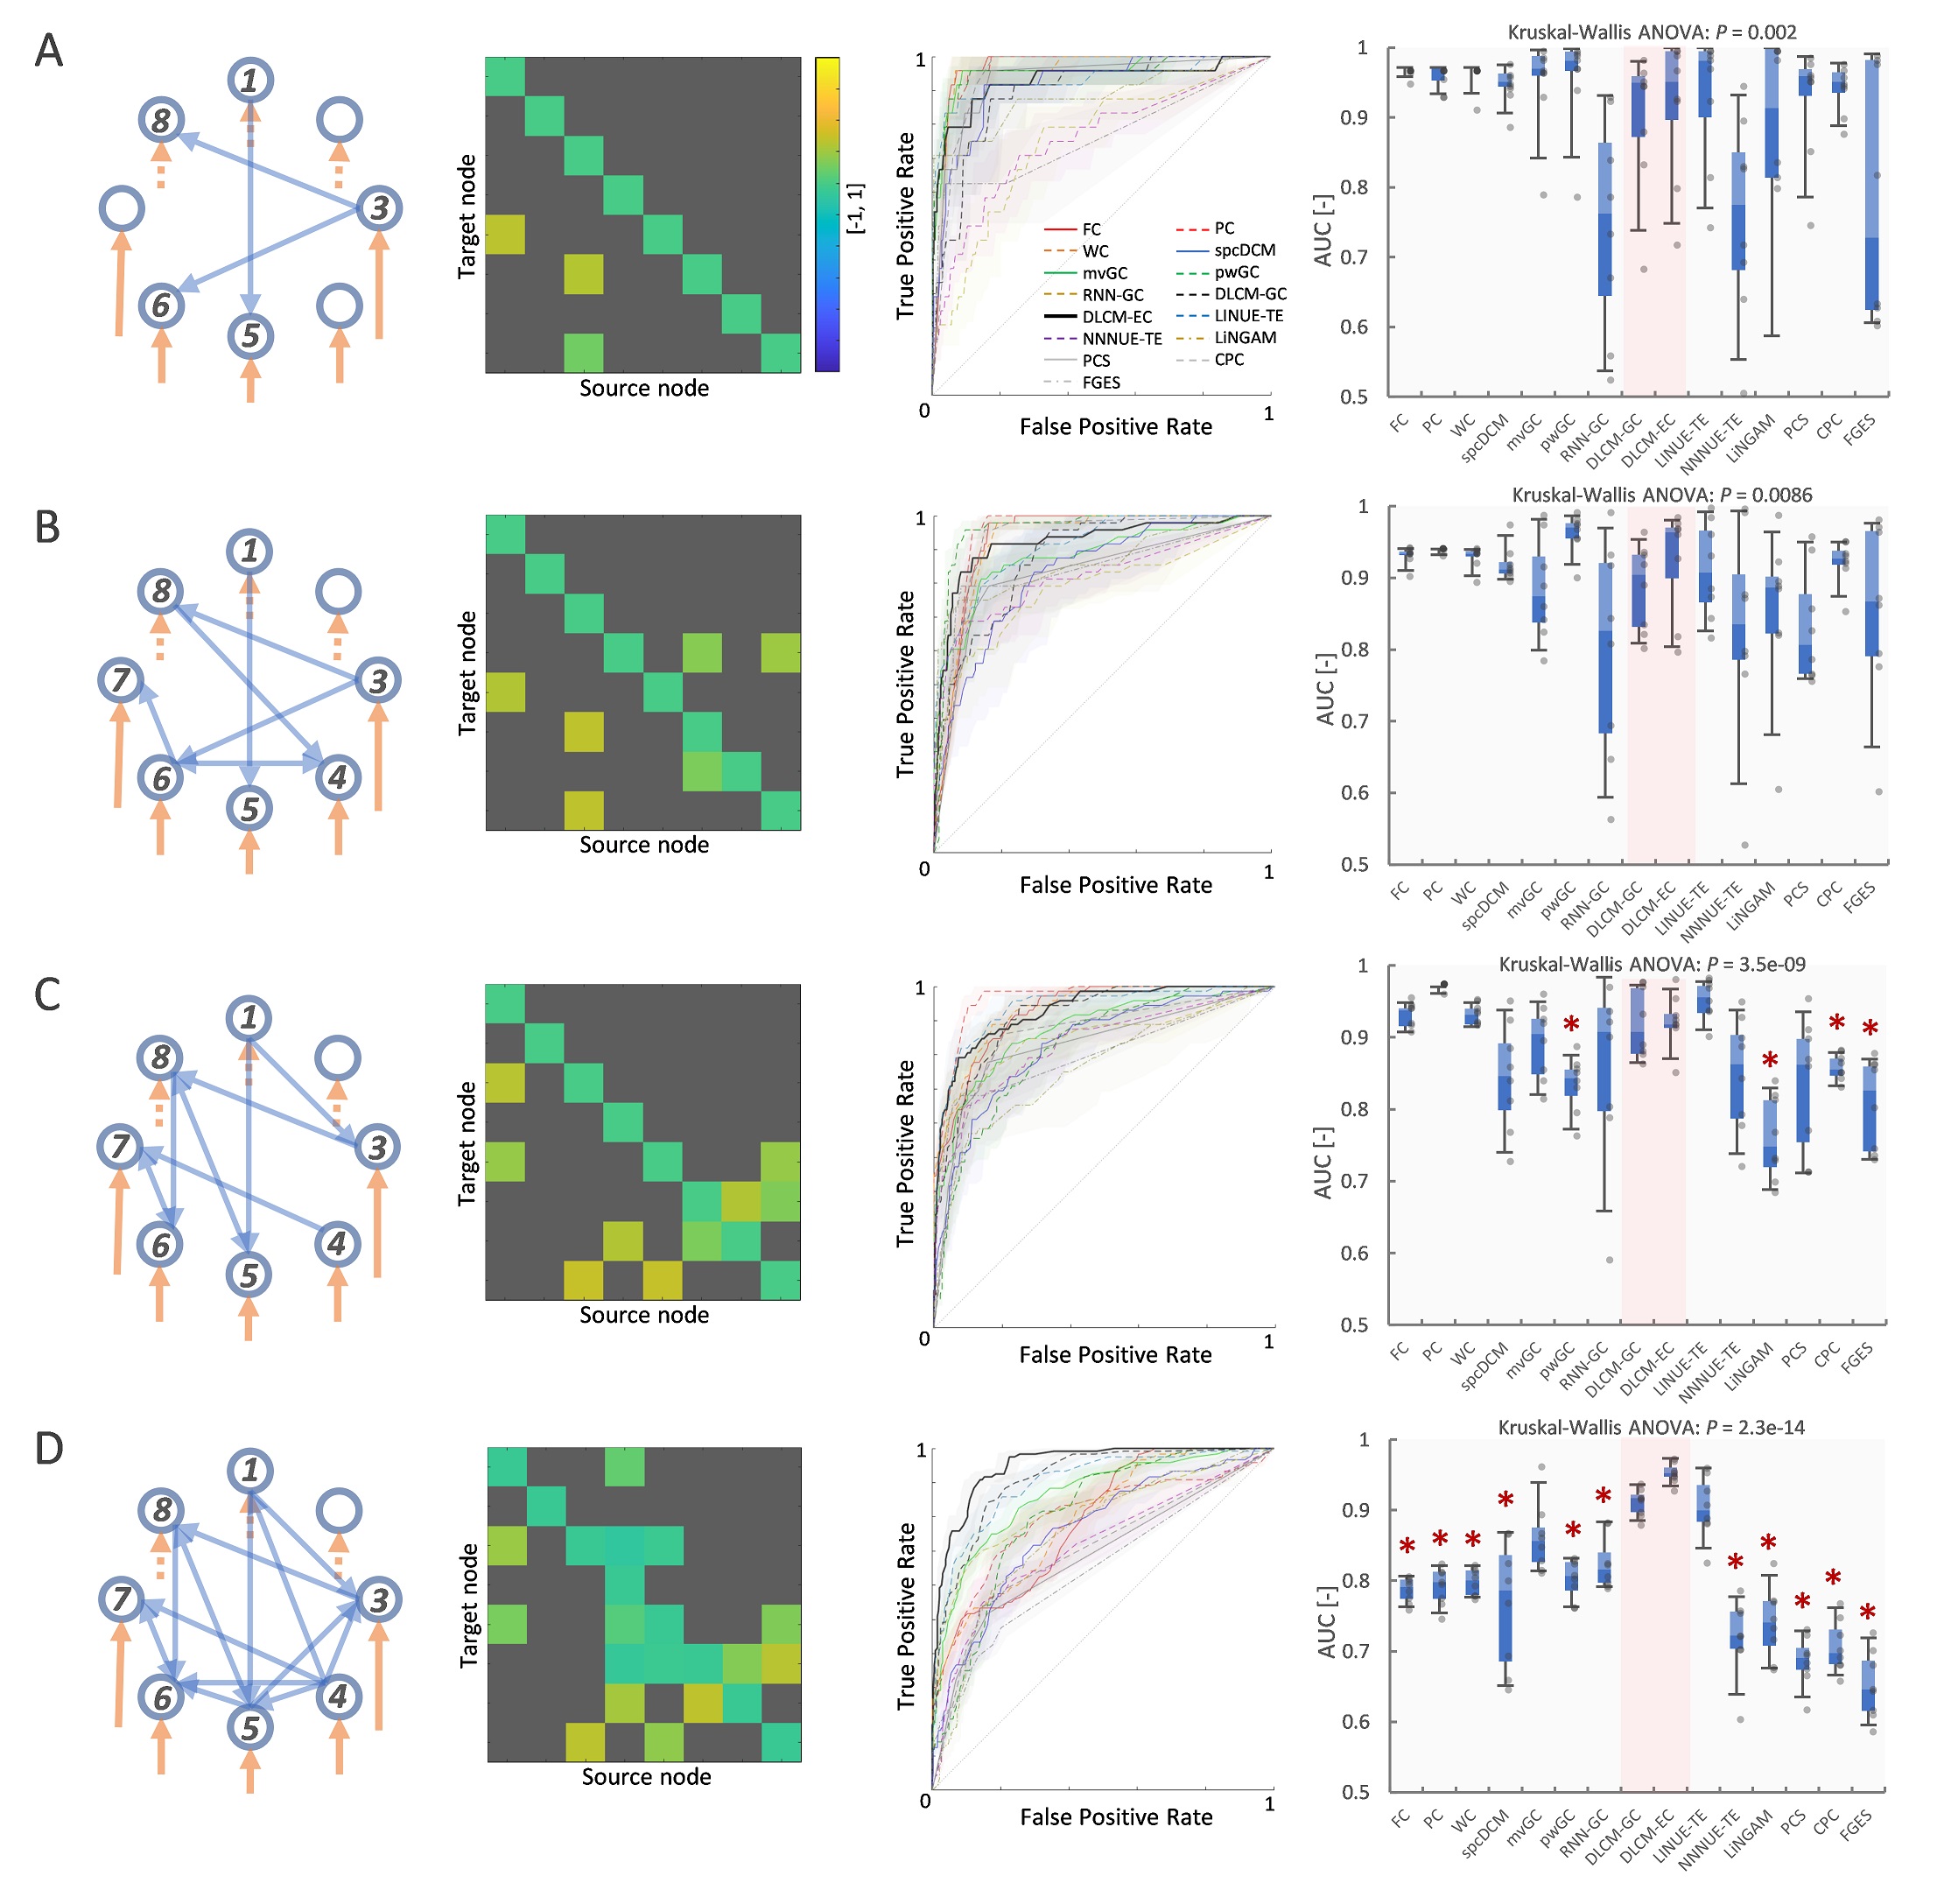 A
1
8
3
6
5
Target node
Source node
[-1, 1]
1
True Positive Rate
FC
PC
WC
spcDCM
mvGC
pwGC
RNN-GC
DLCM-GC
DLCM-EC
LINUE-TE
NNNUE-TE
LiNGAM
PCS
CPC
FGES
0
1
False Positive Rate
Kruskal-Wallis ANOVA: P = 0.002
AUC [-]
1
0.9
0.8
0.7
0.6
0.5
FC
PC
WC
spcDCM
mvGC
pwGC
RNN-GC
DLCM-GC
DLCM-EC
LINUE-TE
NNNUE-TE
LiNGAM
PCS
CPC
FGES
B
1
8
7
3
6
4
5
Target node
Source node
1
True Positive Rate
0
1
False Positive Rate
Kruskal-Wallis ANOVA: P = 0.0086
AUC [-]
1
0.9
0.8
0.7
0.6
0.5
FC
PC
WC
spcDCM
mvGC
pwGC
RNN-GC
DLCM-GC
DLCM-EC
LINUE-TE
NNNUE-TE
LiNGAM
PCS
CPC
FGES
C
1
8
7
3
6
4
5
Target node
Source node
1
True Positive Rate
0
1
False Positive Rate
Kruskal-Wallis ANOVA: P = 3.5e-09
AUC [-]
1
0.9
0.8
0.7
0.6
0.5
*
*
*
*
FC
PC
WC
spcDCM
mvGC
pwGC
RNN-GC
DLCM-GC
DLCM-EC
LINUE-TE
NNNUE-TE
LiNGAM
PCS
CPC
FGES
D
1
8
7
3
6
4
5
Target node
Source node
1
True Positive Rate
0
1
False Positive Rate
Kruskal-Wallis ANOVA: P = 2.3e-14
AUC [-]
1
0.9
0.8
0.7
0.6
0.5
*
*
*
*
*
*
*
*
*
*
*
FC
PC
WC
spcDCM
mvGC
pwGC
RNN-GC
DLCM-GC
DLCM-EC
LINUE-TE
NNNUE-TE
LiNGAM
PCS
CPC
FGES